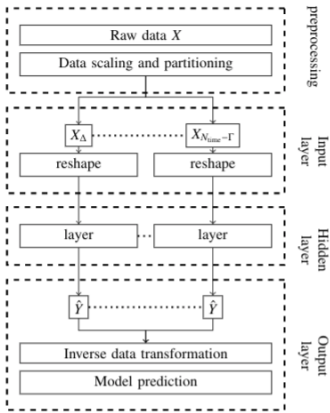 preprocessing
Raw data X
Data scaling and partitioning
Input layer
X_Δ X_{N_time−Γ}
reshape reshape
Hidden layer
layer layer
Output layer
Ŷ Ŷ
Inverse data transformation
Model prediction